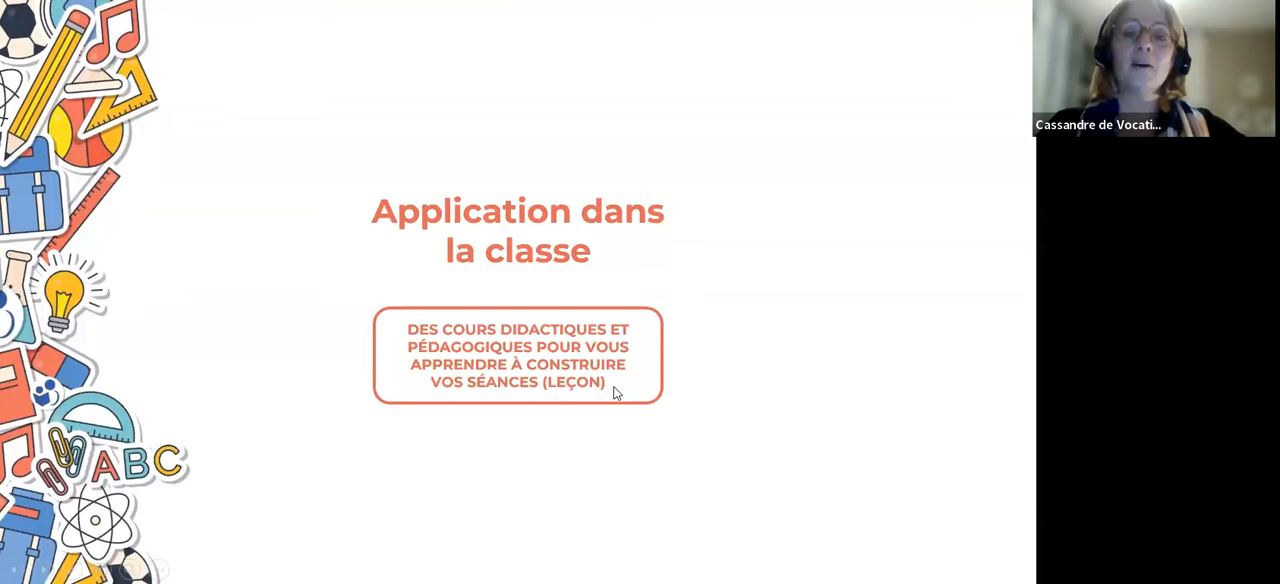 Application dans
la classe
DES COURS DIDACTIQUES ET
PÉDAGOGIQUES POUR VOUS
APPRENDRE À CONSTRUIRE
VOS SÉANCES (LEÇON)
Cassandre de Vocati...
ABC